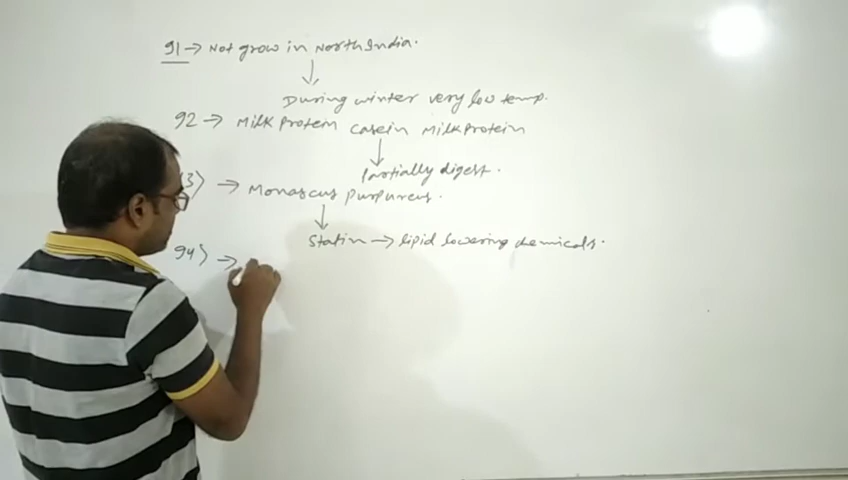 91 → Not grow in North India.
↓
During winter very low temp.
92 → Milk Protein casein Milk Protein
↓
Partially digest.
3) → Monascus purpureus.
↓
Statin → lipid lowering chemicals.
94) →